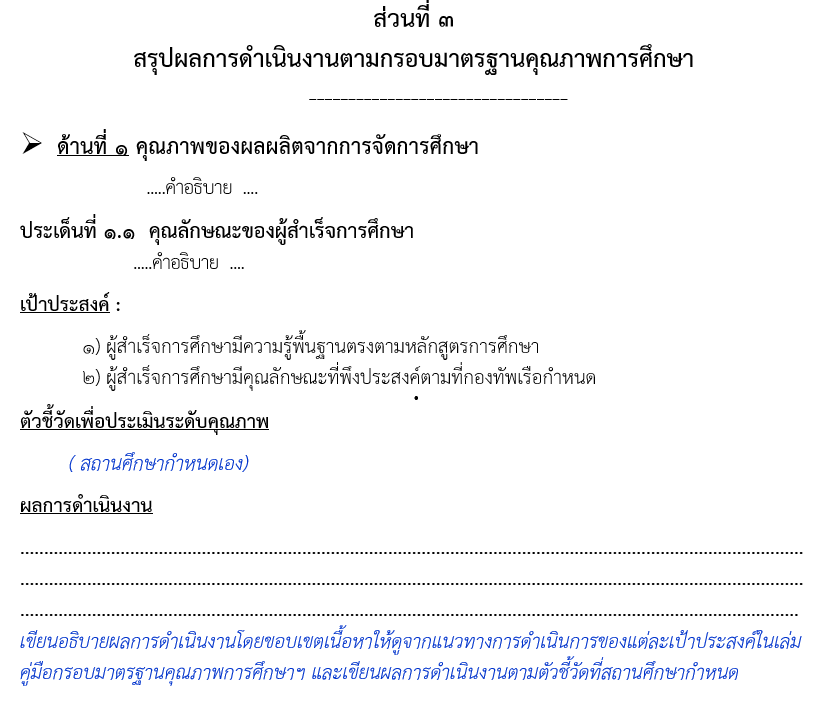 ส่วนที่ ๓
สรุปผลการดำเนินงานตามกรอบมาตรฐานคุณภาพการศึกษา
---------------------------------
➢ ด้านที่ ๑ คุณภาพของผลผลิตจากการจัดการศึกษา
.....คำอธิบาย ....
ประเด็นที่ ๑.๑ คุณลักษณะของผู้สำเร็จการศึกษา
.....คำอธิบาย ....
เป้าประสงค์ :
๑) ผู้สำเร็จการศึกษามีความรู้พื้นฐานตรงตามหลักสูตรการศึกษา
๒) ผู้สำเร็จการศึกษามีคุณลักษณะที่พึงประสงค์ตามที่กองทัพเรือกำหนด
ตัวชี้วัดเพื่อประเมินระดับคุณภาพ
( สถานศึกษากำหนดเอง)
ผลการดำเนินงาน
................................................................................
................................................................................
................................................................................
เขียนอธิบายผลการดำเนินงานโดยขอบเขตเนื้อหาให้ดูจากแนวทางการดำเนินการของแต่ละเป้าประสงค์ในเล่ม
คู่มือกรอบมาตรฐานคุณภาพการศึกษาฯ และเขียนผลการดำเนินงานตามตัวชี้วัดที่สถานศึกษากำหนด